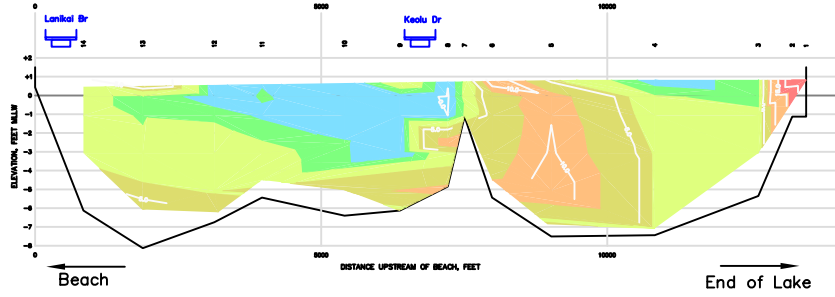 0 5000 10000
Lanikai Br Keolu Dr
14 13 12 11 10 9 8 7 6 5 4 3 2 1
+2
+1
0
-1
-2
-3
-4
-5
-6
-7
-8
ELEVATION, FEET MLLW
0 5000 10000
DISTANCE UPSTREAM OF BEACH, FEET
Beach
End of Lake